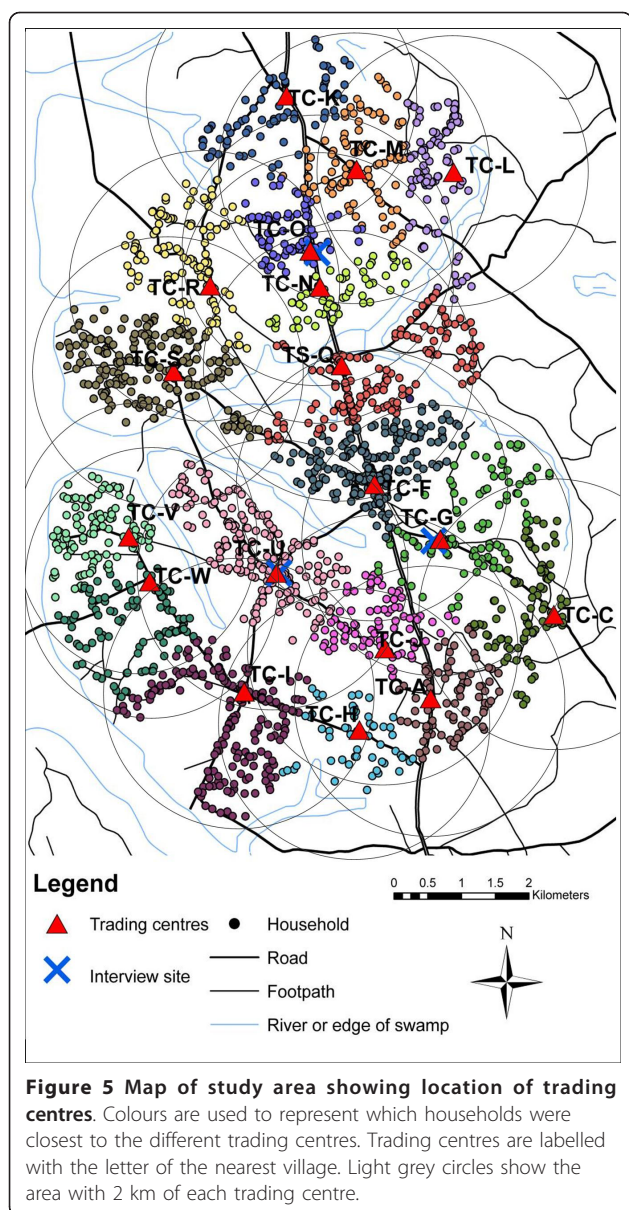 TC-K
TC-M
TC-L
TC-O
TC-R
TC-N
TC-S
TS-Q
TC-F
TC-V
TC-G
TC-U
TC-W
TC-C
TC-J
TC-I
TC-A
TC-H
Legend
0 0.5 1 1.5 2
Kilometers
Trading centres
Household
Interview site
Road
Footpath
River or edge of swamp
N
Figure 5 Map of study area showing location of trading
centres. Colours are used to represent which households were
closest to the different trading centres. Trading centres are labelled
with the letter of the nearest village. Light grey circles show the
area with 2 km of each trading centre.